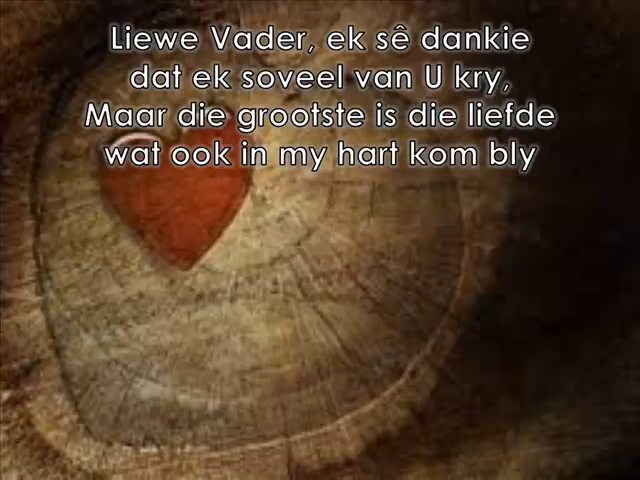 Liewe Vader, ek sê dankie
dat ek soveel van U kry,
Maar die grootste is die liefde
wat ook in my hart kom bly